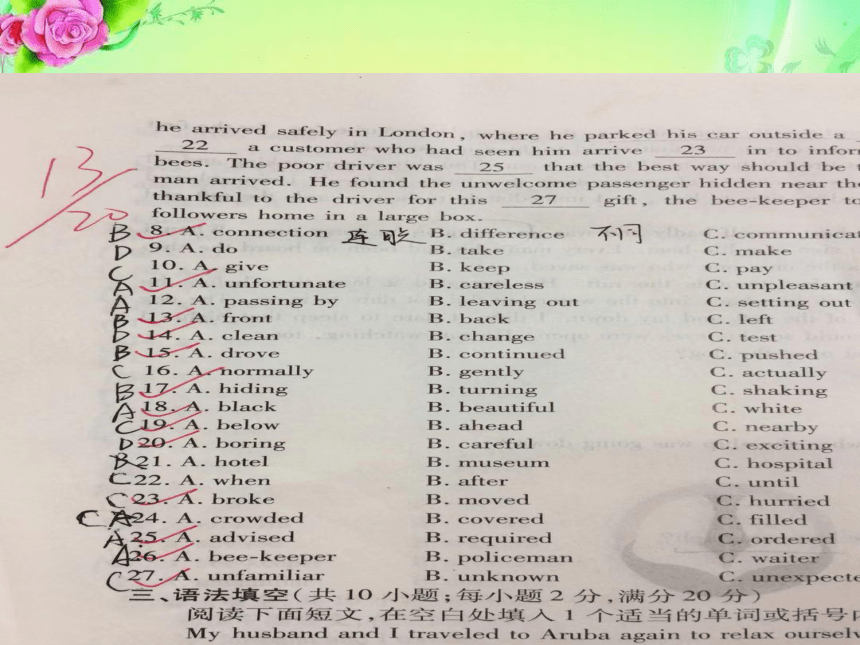 he arrived safely in London, where he parked his car outside a
22 a customer who had seen him arrive 23 in to infor
bees. The poor driver was 25 that the best way should be
man arrived. He found the unwelcome passenger hidden near th
thankful to the driver for this 27 gift, the bee-keeper to
followers home in a large box.
13/20
B 8. A. connection B. difference 不同 C. communicat
D 9. A. do B. take C. make
C 10. A. give B. keep C. pay
A 11. A. unfortunate B. careless C. unpleasant
A 12. A. passing by B. leaving out C. setting out
B 13. A. front B. back C. left
D 14. A. clean B. change C. test
B 15. A. drove B. continued C. pushed
C 16. A. normally B. gently C. actually
B 17. A. hiding B. turning C. shaking
A 18. A. black B. beautiful C. white
C 19. A. below B. ahead C. nearby
D 20. A. boring B. careful C. exciting
21. A. hotel B. museum C. hospital
C 22. A. when B. after C. until
C 23. A. broke B. moved C. hurried
C A 24. A. crowded B. covered C. filled
A 25. A. advised B. required C. ordered
A 26. A. bee-keeper B. policeman C. waiter
C 27. A. unfamiliar B. unknown C. unexpecte
三、语法填空(共 10 小题;每小题 2 分,满分 20 分)
阅读下面短文,在空白处填入 1 个适当的单词或括号内
My husband and I traveled to Aruba again to relax ourselv